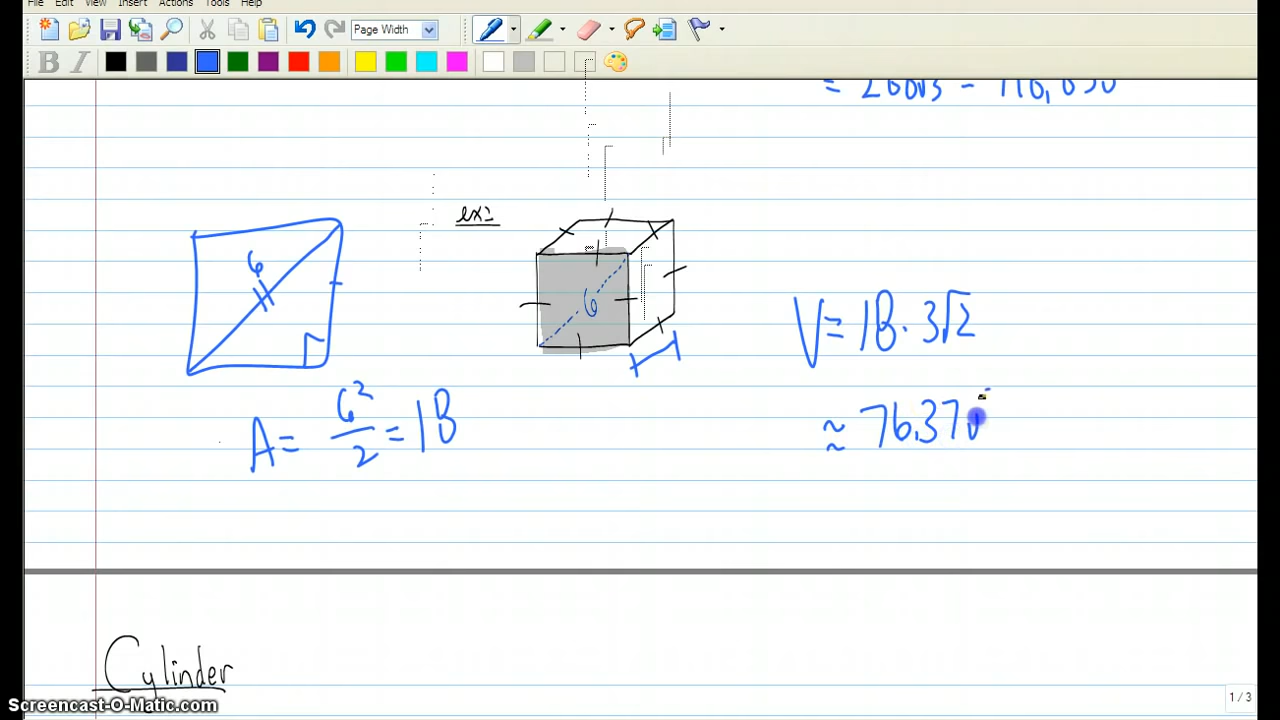 File Edit View Insert Actions Tools Help
Page Width
B I
ex:
6
6
V = 18 · 3√2
A = 6²/2 = 18
≈ 76.37
Cylinder
1 / 3
Screencast-O-Matic.com